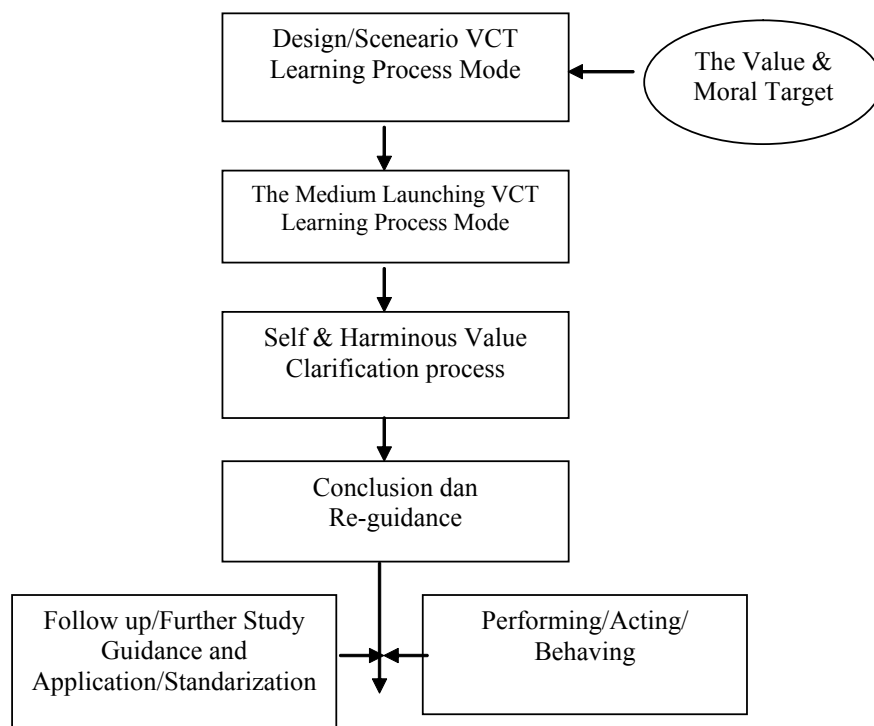 Design/Sceneario VCT
Learning Process Mode
The Value &
Moral Target
The Medium Launching VCT
Learning Process Mode
Self & Harminous Value
Clarification process
Conclusion dan
Re-guidance
Follow up/Further Study
Guidance and
Application/Standarization
Performing/Acting/
Behaving